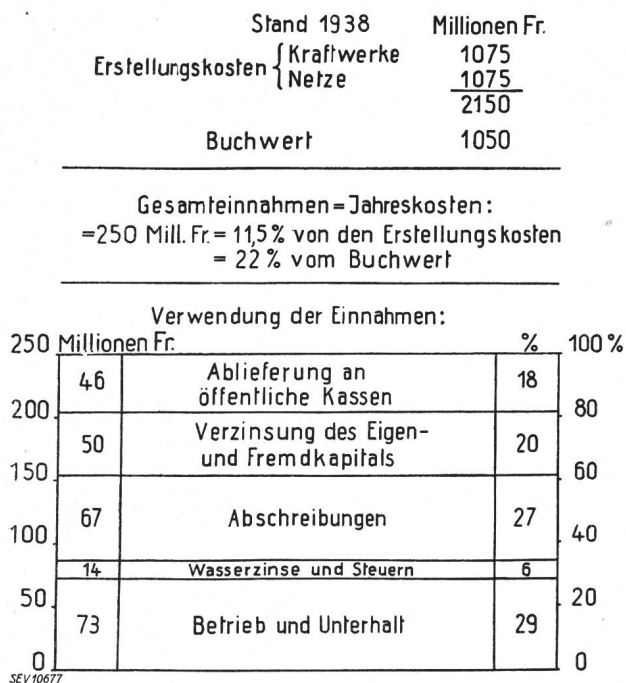 Stand 1938 Millionen Fr.
Erstellungskosten { Kraftwerke 1075
Netze 1075
2150
Buchwert 1050
Gesamteinnahmen = Jahreskosten:
=250 Mill. Fr. = 11,5% von den Erstellungskosten
= 22 % vom Buchwert
Verwendung der Einnahmen:
250 Millionen Fr. % 100 %
46 Ablieferung an 18
öffentliche Kassen
200 80
50 Verzinsung des Eigen- 20
und Fremdkapitals
150 60
67 Abschreibungen 27
100 40
14 Wasserzinse und Steuern 6
50 20
73 Betrieb und Unterhalt 29
0 0
SEV 10677